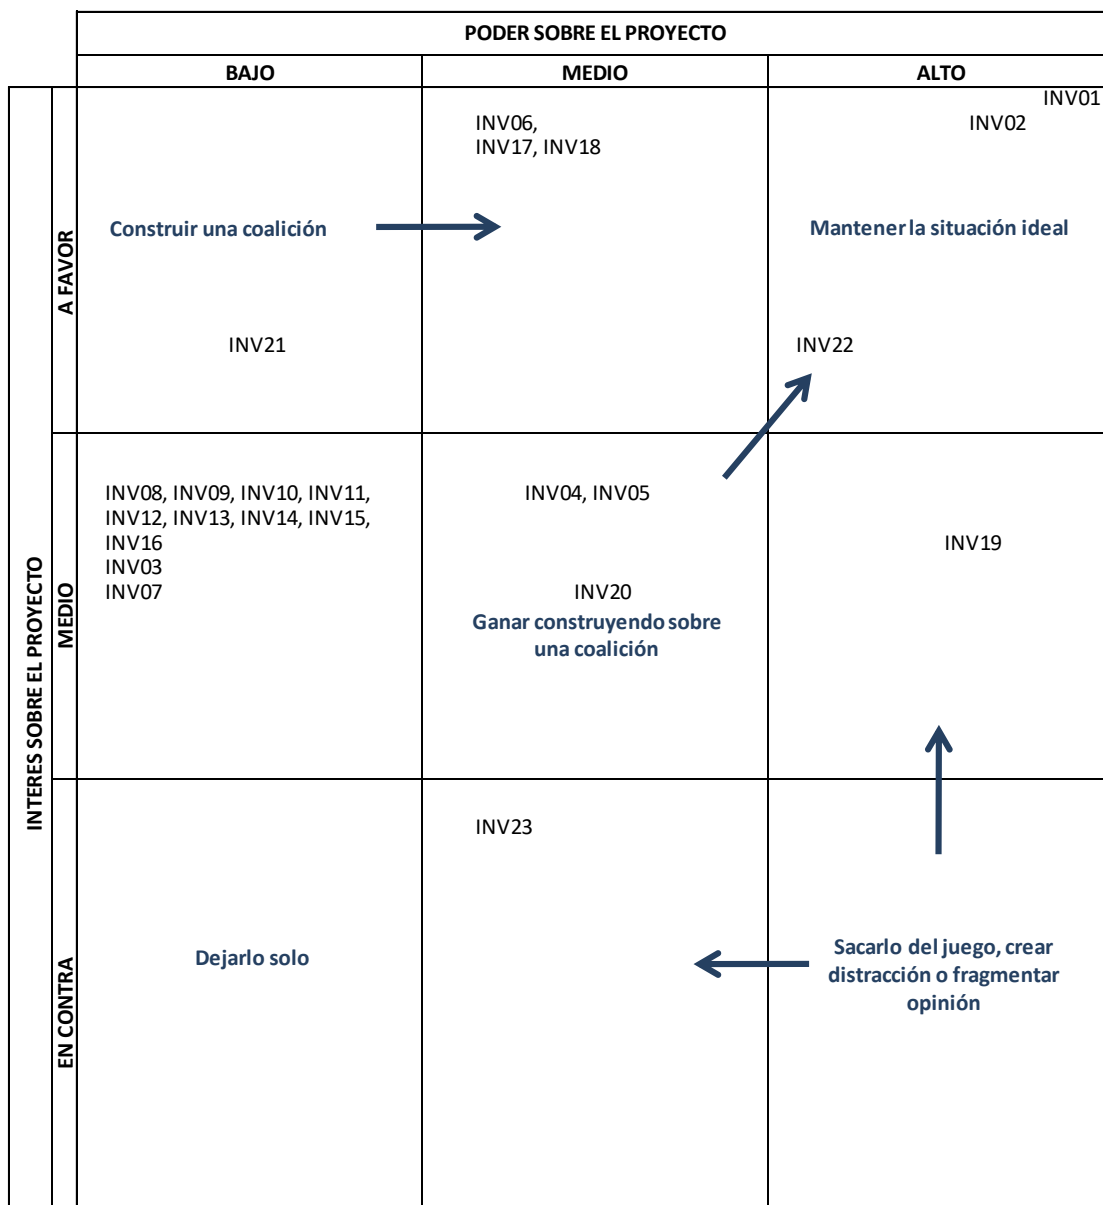 PODER SOBRE EL PROYECTO
BAJO
MEDIO
ALTO
INTERES SOBRE EL PROYECTO
A FAVOR
INV06,
INV17, INV18
INV01
INV02
Construir una coalición
Mantener la situación ideal
INV21
INV22
MEDIO
INV08, INV09, INV10, INV11,
INV12, INV13, INV14, INV15,
INV16
INV03
INV07
INV04, INV05
INV20
Ganar construyendo sobre
una coalición
INV19
EN CONTRA
Dejarlo solo
INV23
Sacarlo del juego, crear
distracción o fragmentar
opinión